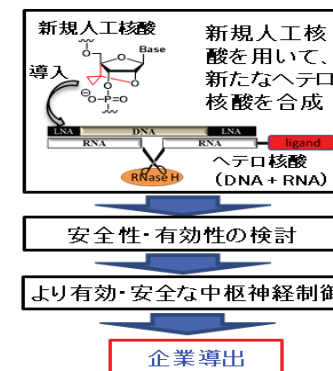 新規人工核酸
新規人工核
酸を用いて、
新たなヘテロ
核酸を合成
Base
導入
O
O-P=O
O
LNA DNA LNA
RNA RNA ligand
RNase H
ヘテロ核酸
(DNA+RNA)
安全性・有効性の検討
より有効・安全な中枢神経制御
企業導出